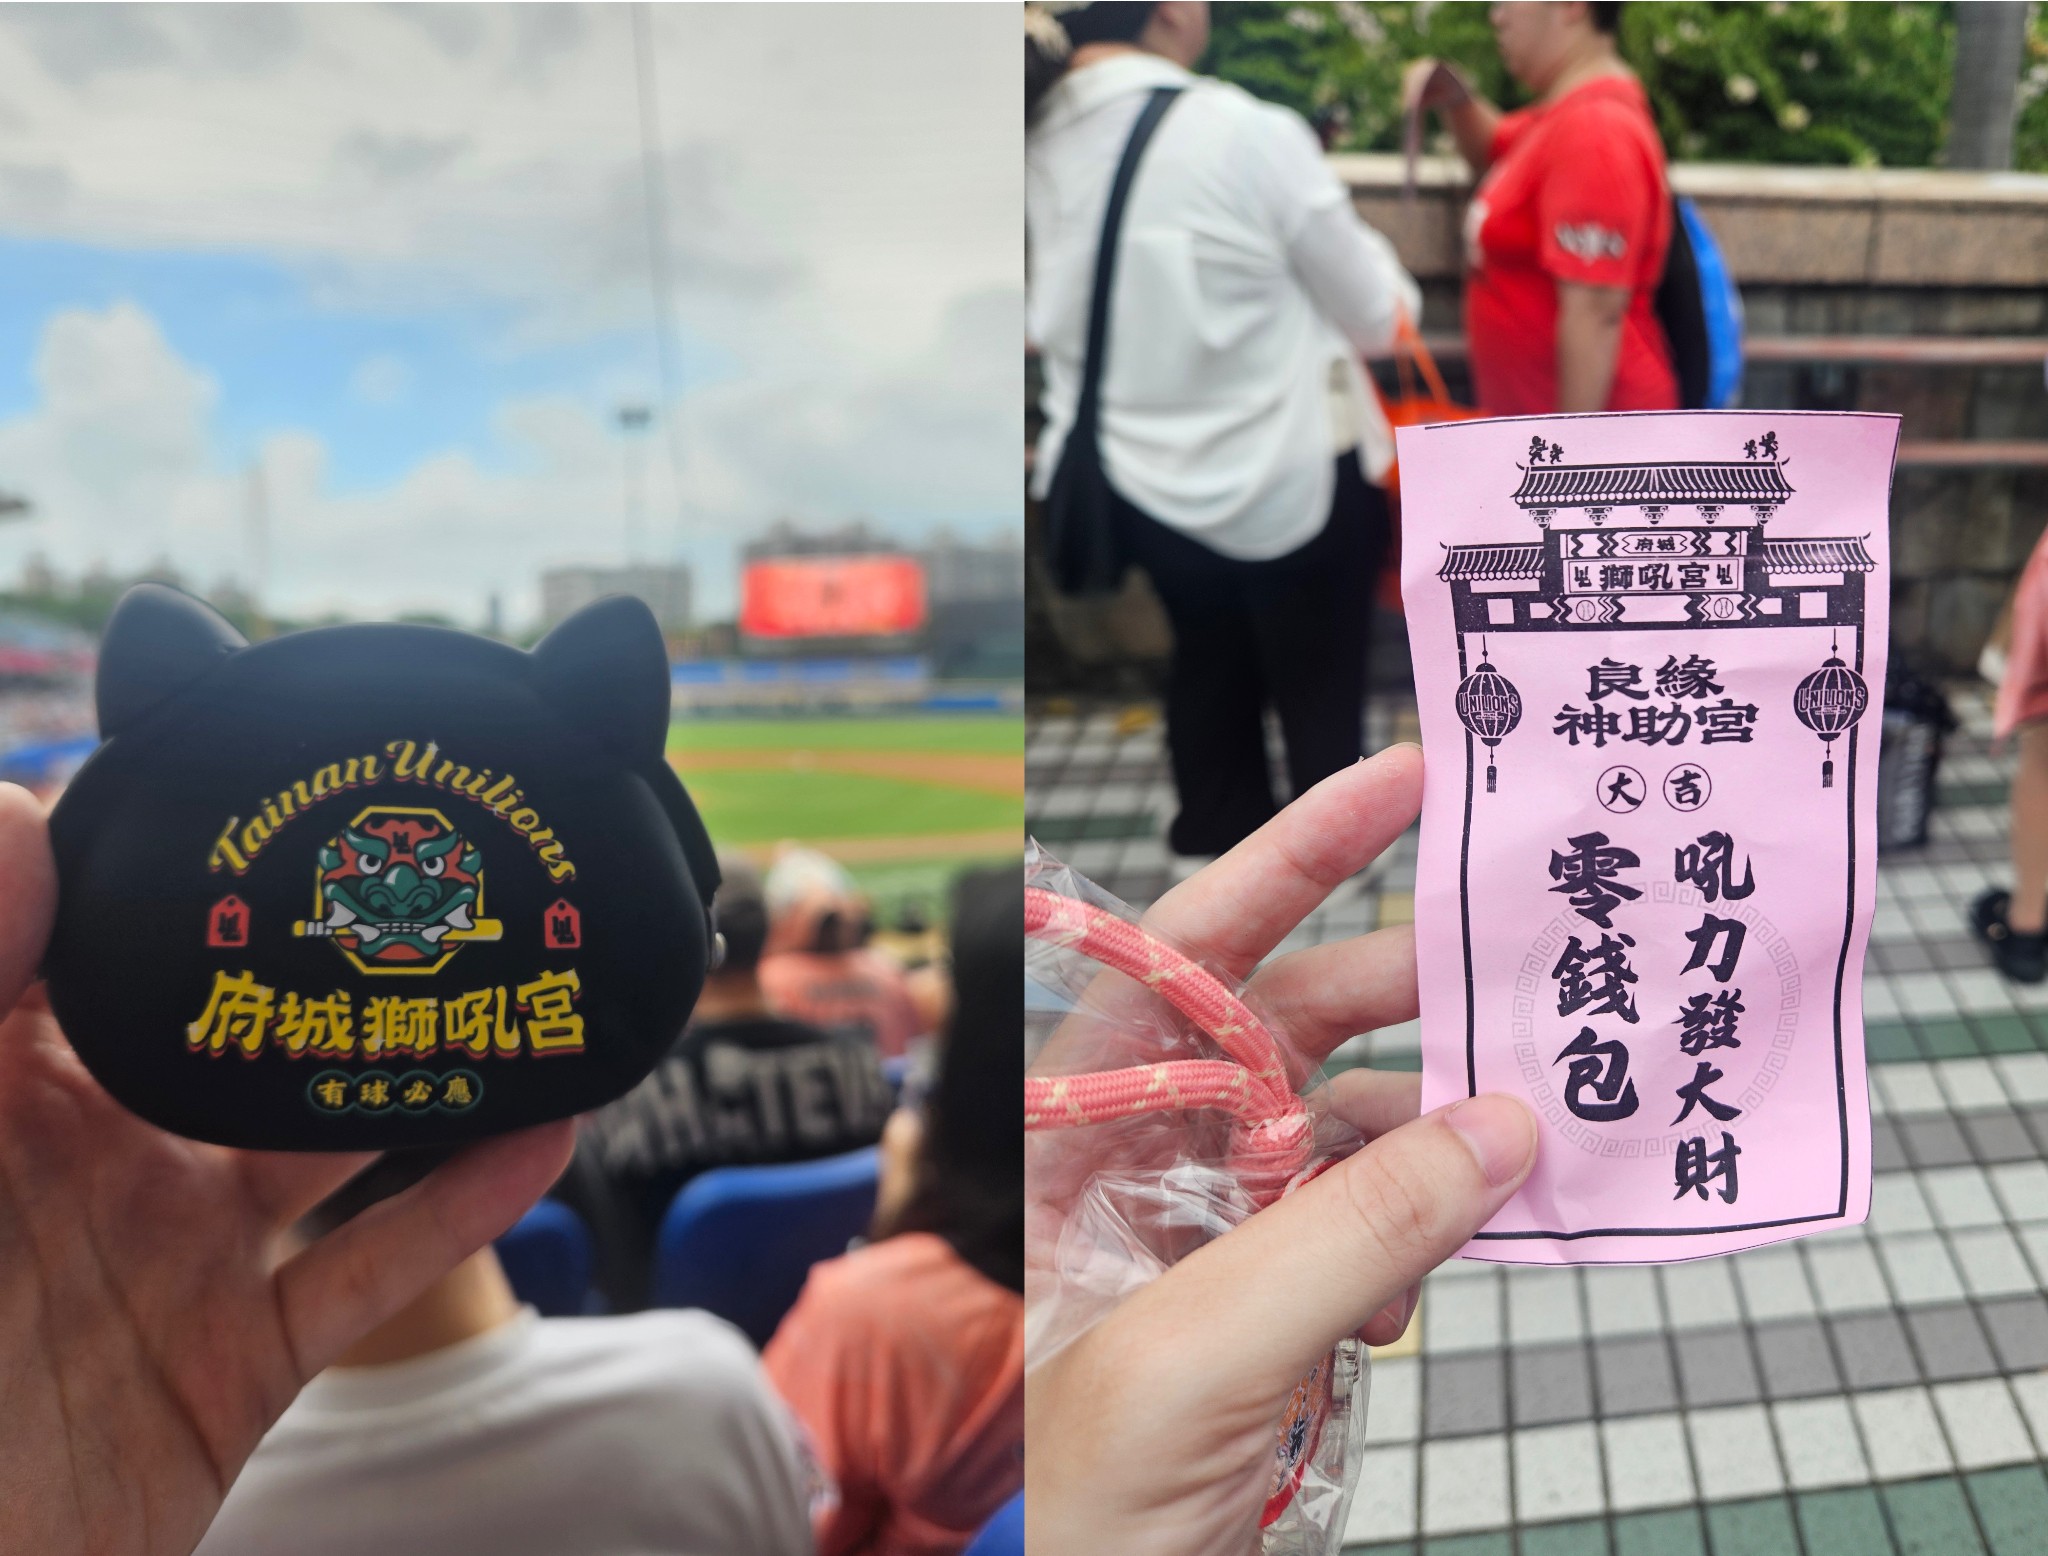 Tainan Unilions
府城獅吼宮
有球必應
WHATEVE
府城
獅吼宮
良緣
神助宮
UNILIONS
UNILIONS
大吉
吼力發大財
零錢包